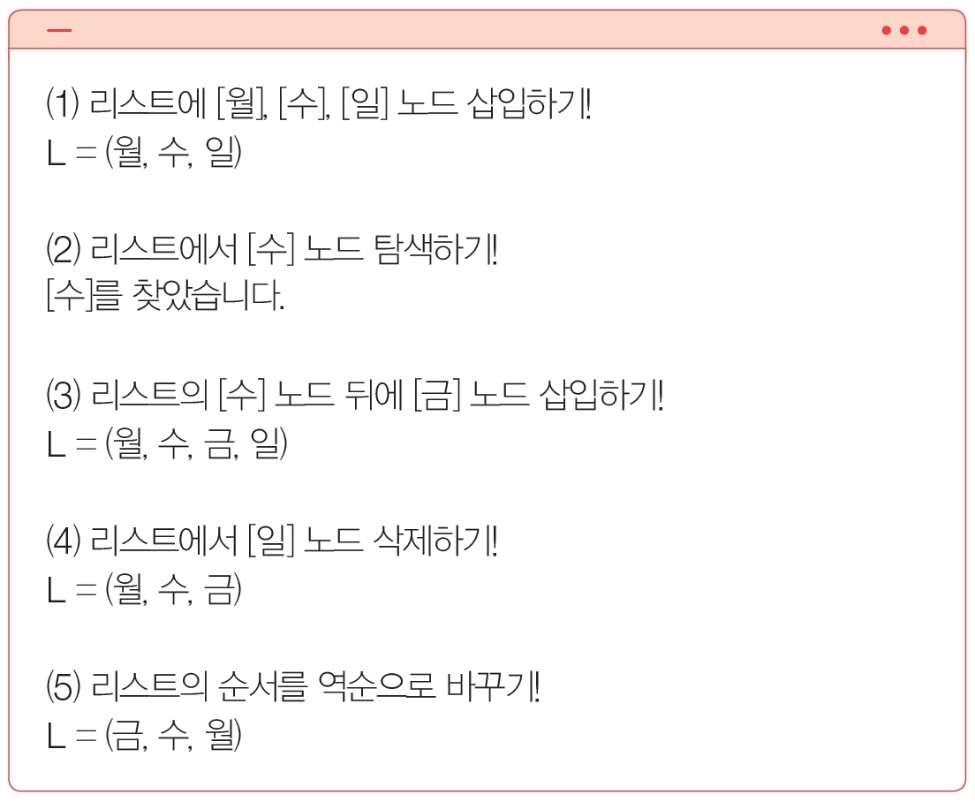 (1) 리스트에 [월], [수], [일] 노드 삽입하기!
L = (월, 수, 일)
(2) 리스트에서 [수] 노드 탐색하기!
[수]를 찾았습니다.
(3) 리스트의 [수] 노드 뒤에 [금] 노드 삽입하기!
L = (월, 수, 금, 일)
(4) 리스트에서 [일] 노드 삭제하기!
L = (월, 수, 금)
(5) 리스트의 순서를 역순으로 바꾸기!
L = (금, 수, 월)